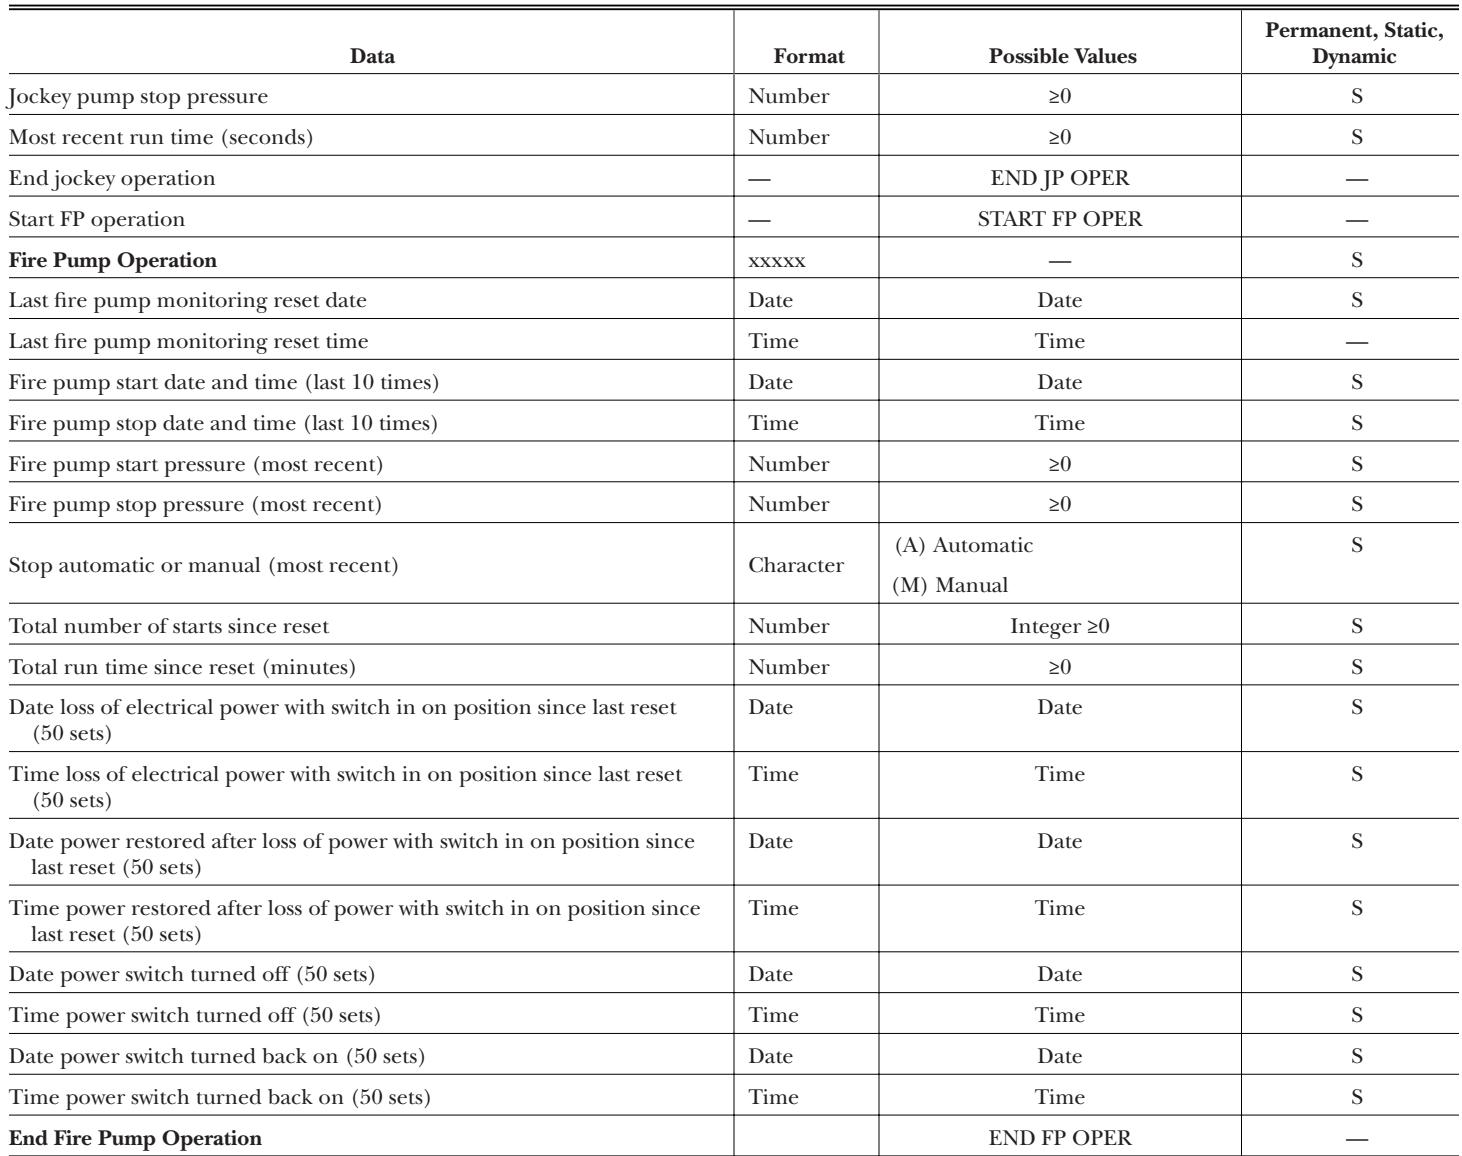 Data Format Possible Values Permanent, Static,
Dynamic
Jockey pump stop pressure Number ≥0 S
Most recent run time (seconds) Number ≥0 S
End jockey operation — END JP OPER —
Start FP operation — START FP OPER —
Fire Pump Operation xxxxx — S
Last fire pump monitoring reset date Date Date S
Last fire pump monitoring reset time Time Time —
Fire pump start date and time (last 10 times) Date Date S
Fire pump stop date and time (last 10 times) Time Time S
Fire pump start pressure (most recent) Number ≥0 S
Fire pump stop pressure (most recent) Number ≥0 S
Stop automatic or manual (most recent) Character (A) Automatic S
(M) Manual
Total number of starts since reset Number Integer ≥0 S
Total run time since reset (minutes) Number ≥0 S
Date loss of electrical power with switch in on position since last reset Date Date S
(50 sets)
Time loss of electrical power with switch in on position since last reset Time Time S
(50 sets)
Date power restored after loss of power with switch in on position since Date Date S
last reset (50 sets)
Time power restored after loss of power with switch in on position since Time Time S
last reset (50 sets)
Date power switch turned off (50 sets) Date Date S
Time power switch turned off (50 sets) Time Time S
Date power switch turned back on (50 sets) Date Date S
Time power switch turned back on (50 sets) Time Time S
End Fire Pump Operation END FP OPER —